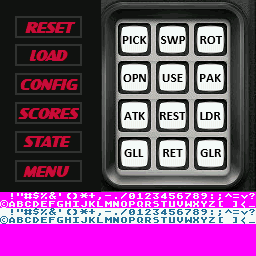 RESET
LOAD
CONFIG
SCORES
STATE
MENU
PICK SWP ROT
OPN USE PAK
ATK REST LDR
GLL RET GLR
!"#$%&'()*+,-./0123456789:;^=v?
©ABCDEFGHIJKLMNOPQRSTUVWXYZ[ ]
!"#$%&'()*+,-./0123456789:;^=v?
©ABCDEFGHIJKLMNOPQRSTUVWXYZ[ ]